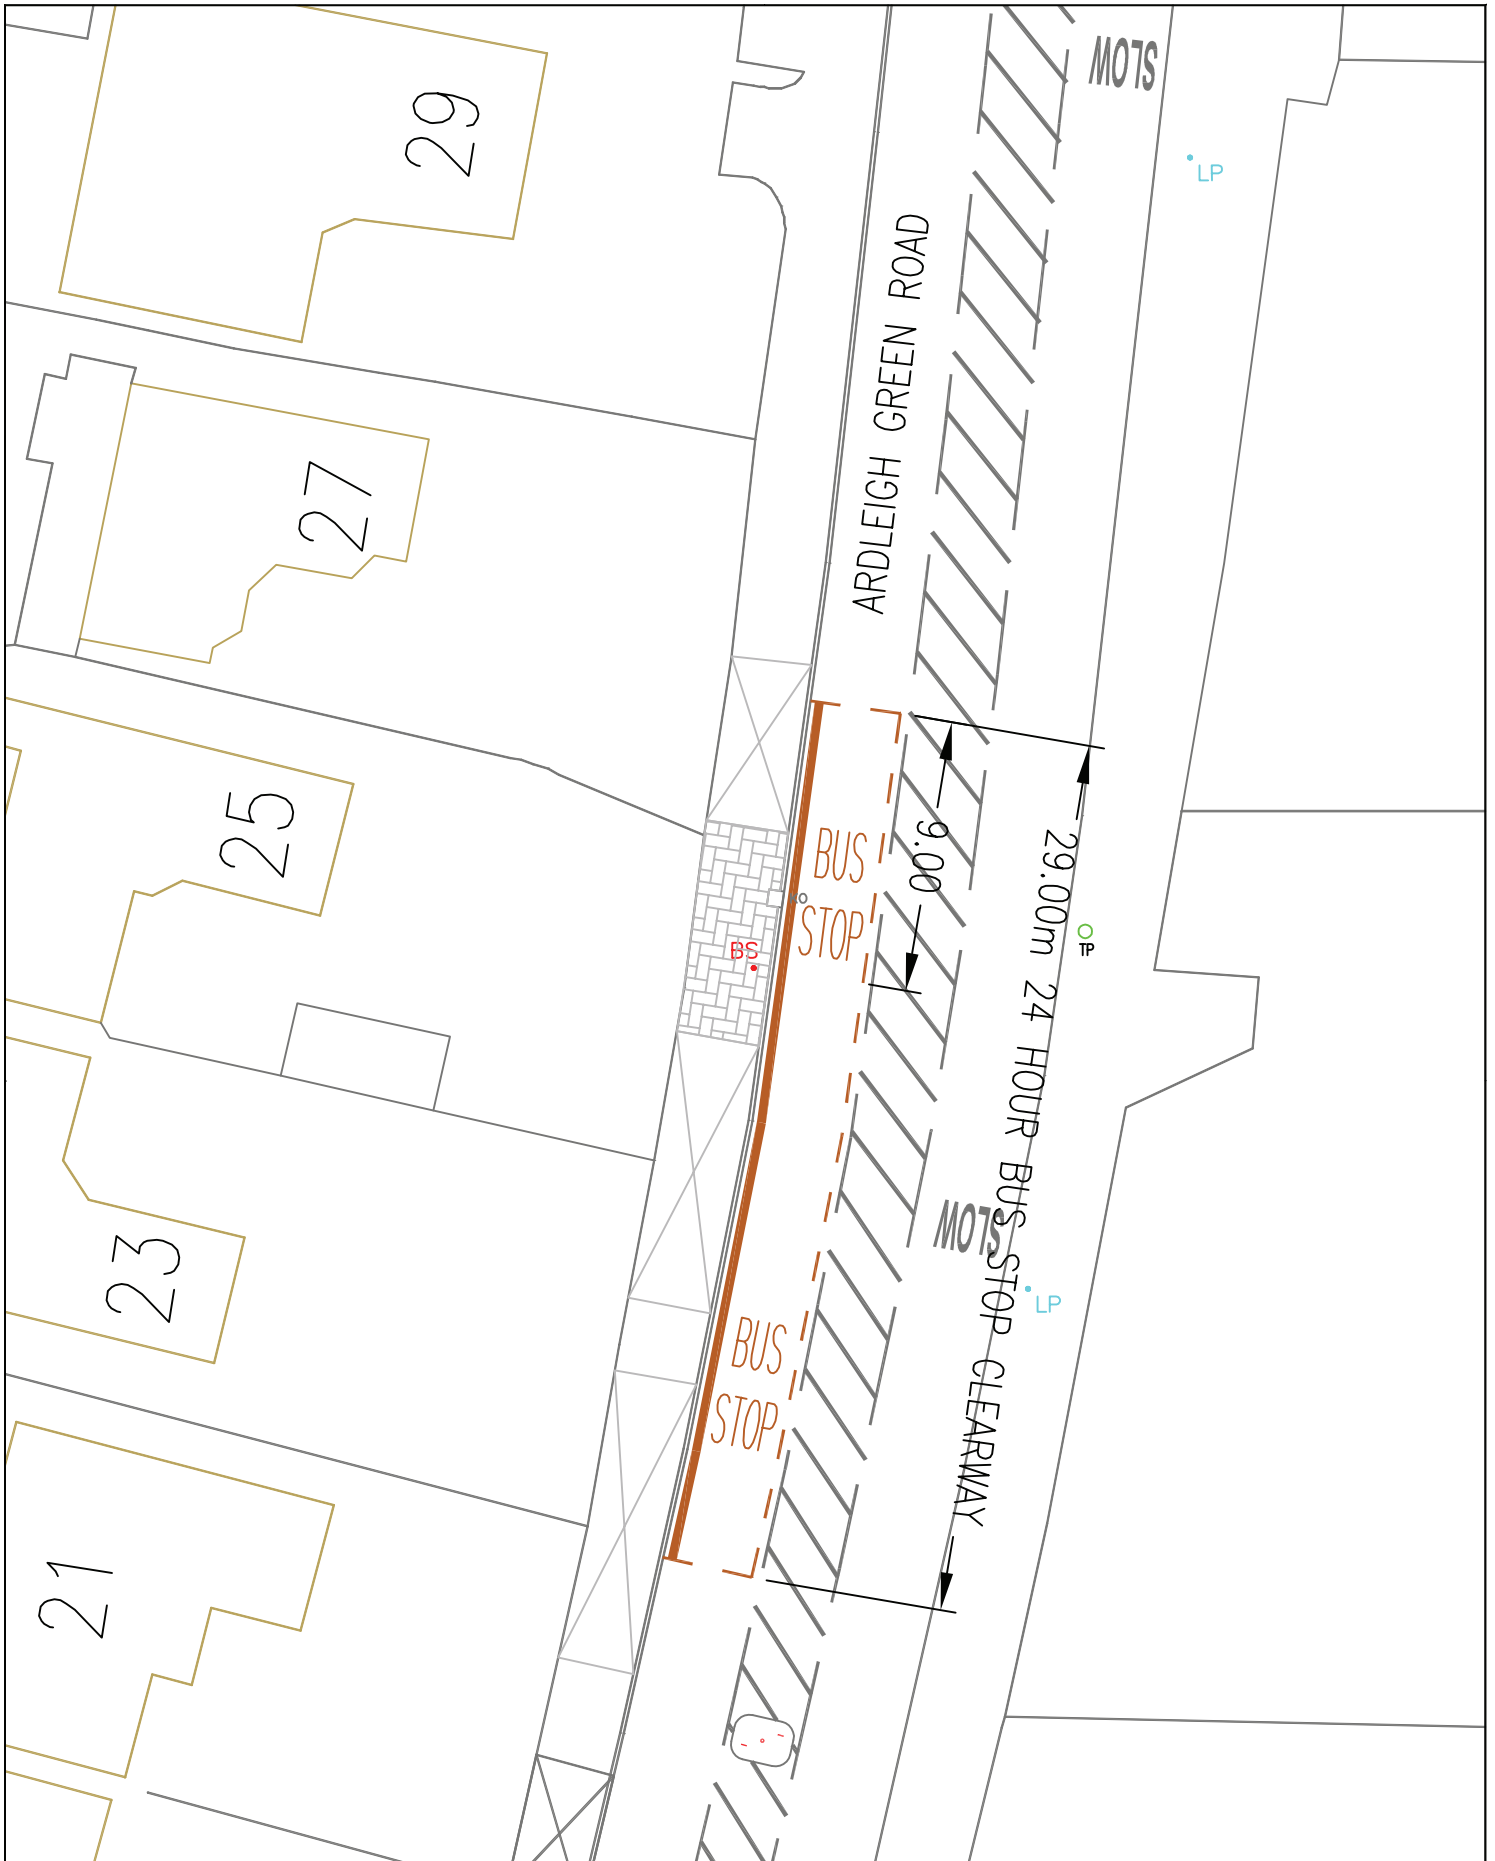 SLOW
29
LP
ARDLEIGH GREEN ROAD
27
25
9.00
BUS
STOP
BS
TP
29.00m 24 HOUR BUS STOP CLEARWAY
SLOW
23
LP
BUS
STOP
21